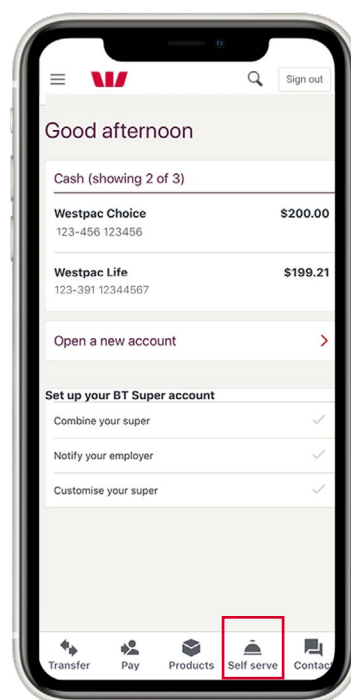 Sign out
Good afternoon
Cash (showing 2 of 3)
Westpac Choice $200.00
123-456 123456
Westpac Life $199.21
123-391 12344567
Open a new account
Set up your BT Super account
Combine your super
Notify your employer
Customise your super
Transfer Pay Products Self serve Contac